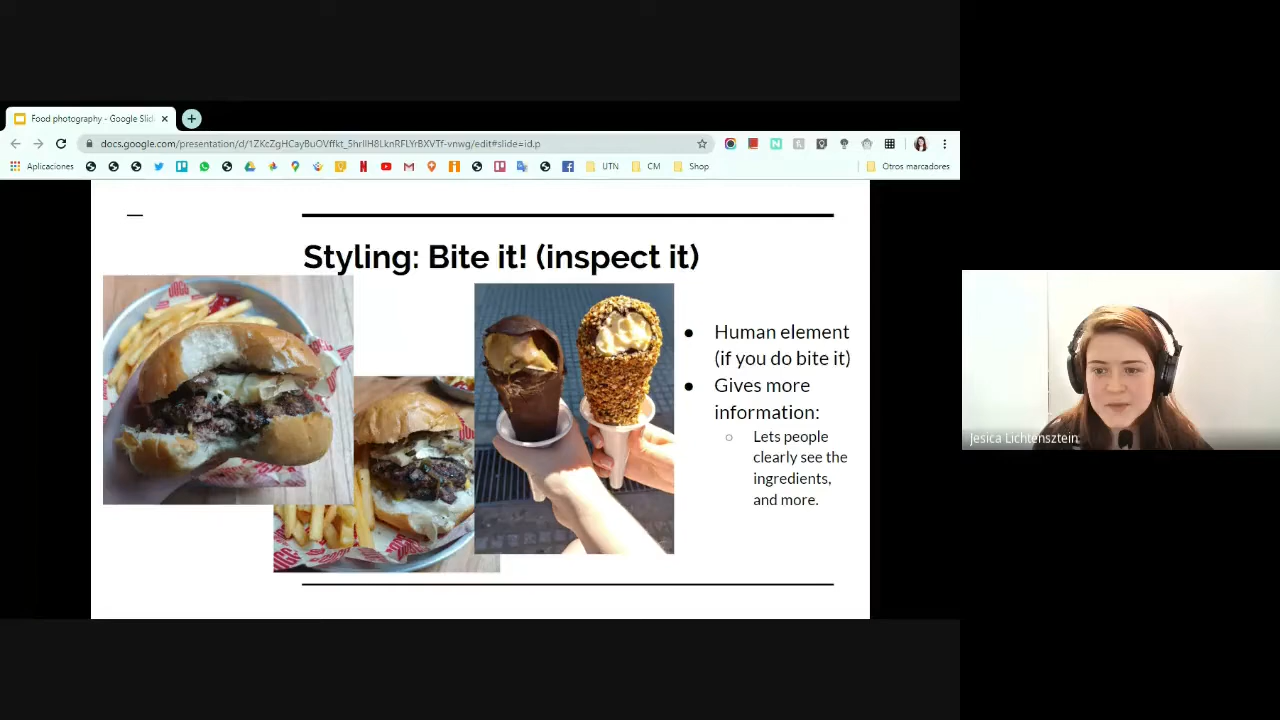 Food photography - Google Slid
docs.google.com/presentation/d/1ZKcZgHCayBuOVffkt_5hrIlH8LknRFLYrBXVTf-vnwg/edit#slide=id.p
Aplicaciones
UTN
CM
Shop
Otros marcadores
Styling: Bite it! (inspect it)
● Human element
(if you do bite it)
● Gives more
information:
○ Lets people
clearly see the
ingredients,
and more.
Jesica Lichtensztein